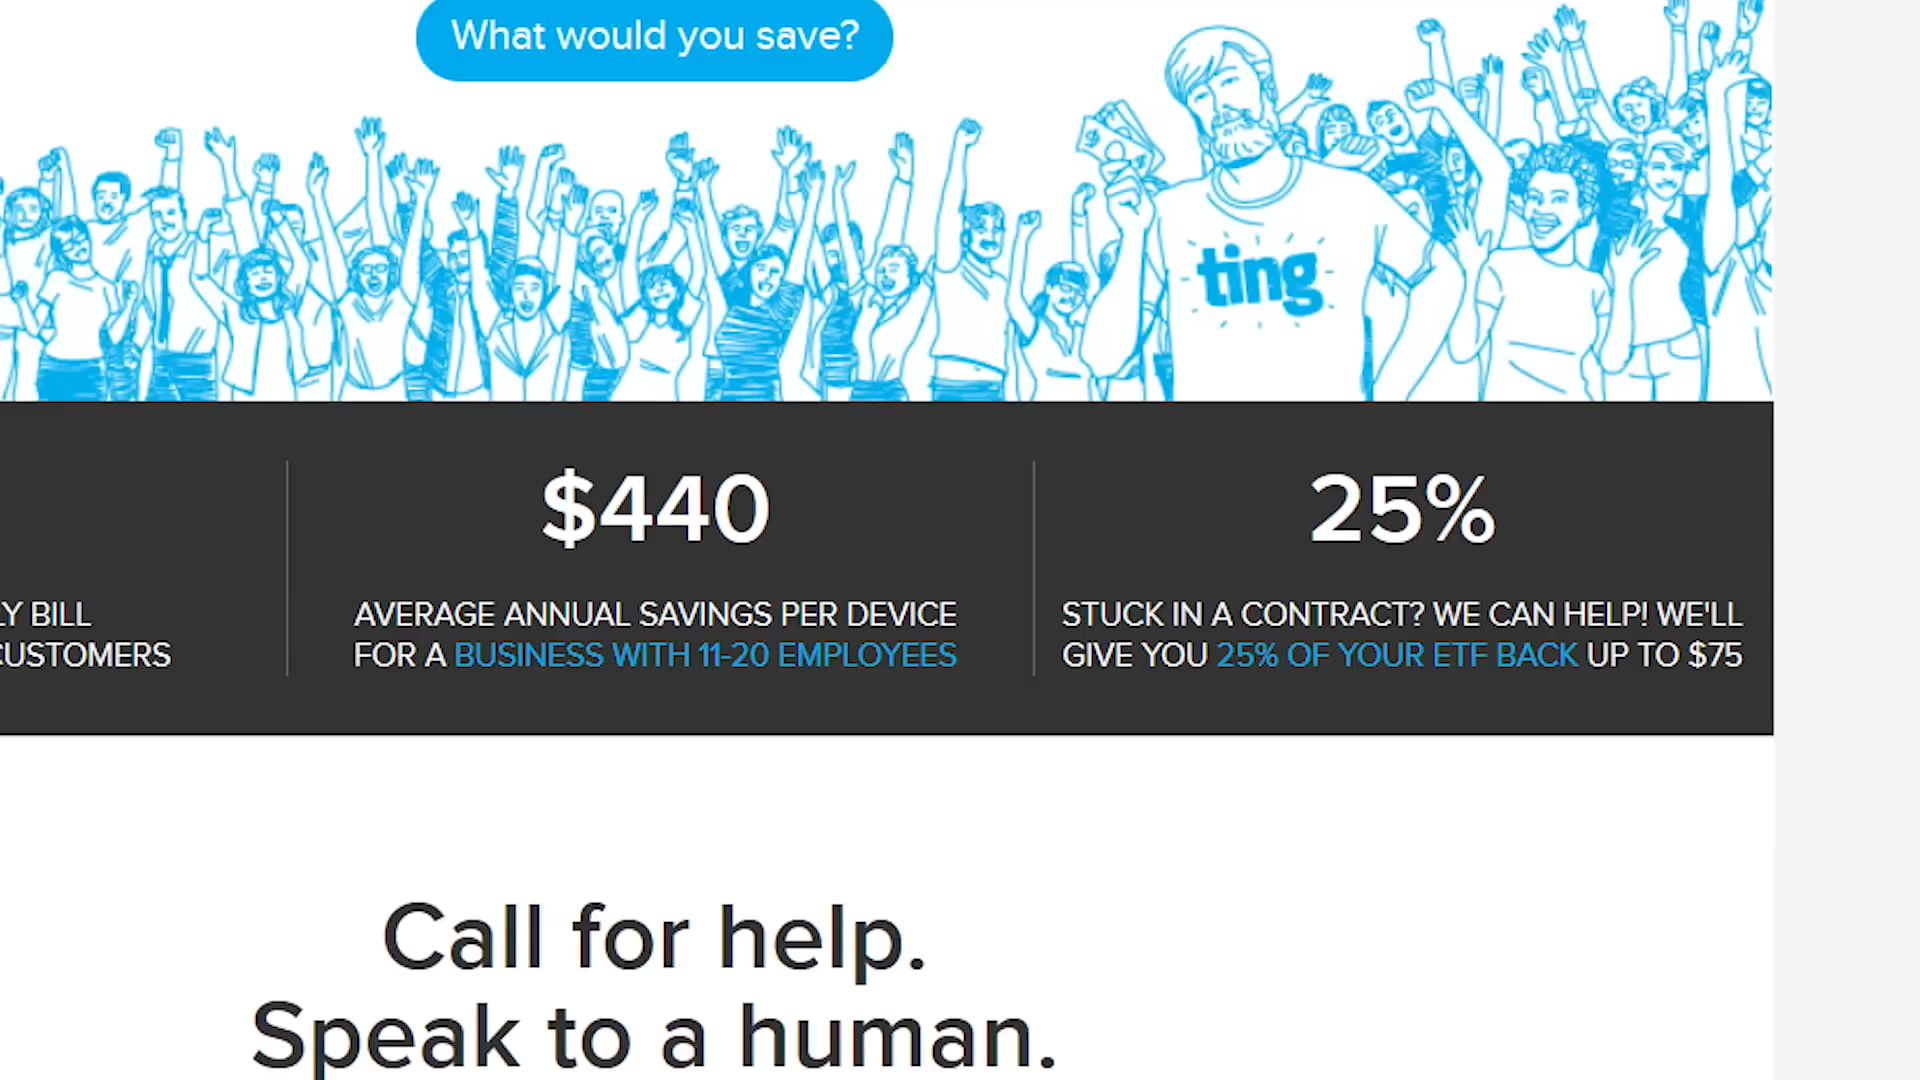 What would you save?
ting
$440
25%
LY BILL
CUSTOMERS
AVERAGE ANNUAL SAVINGS PER DEVICE
FOR A BUSINESS WITH 11-20 EMPLOYEES
STUCK IN A CONTRACT? WE CAN HELP! WE'LL
GIVE YOU 25% OF YOUR ETF BACK UP TO $75
Call for help.
Speak to a human.